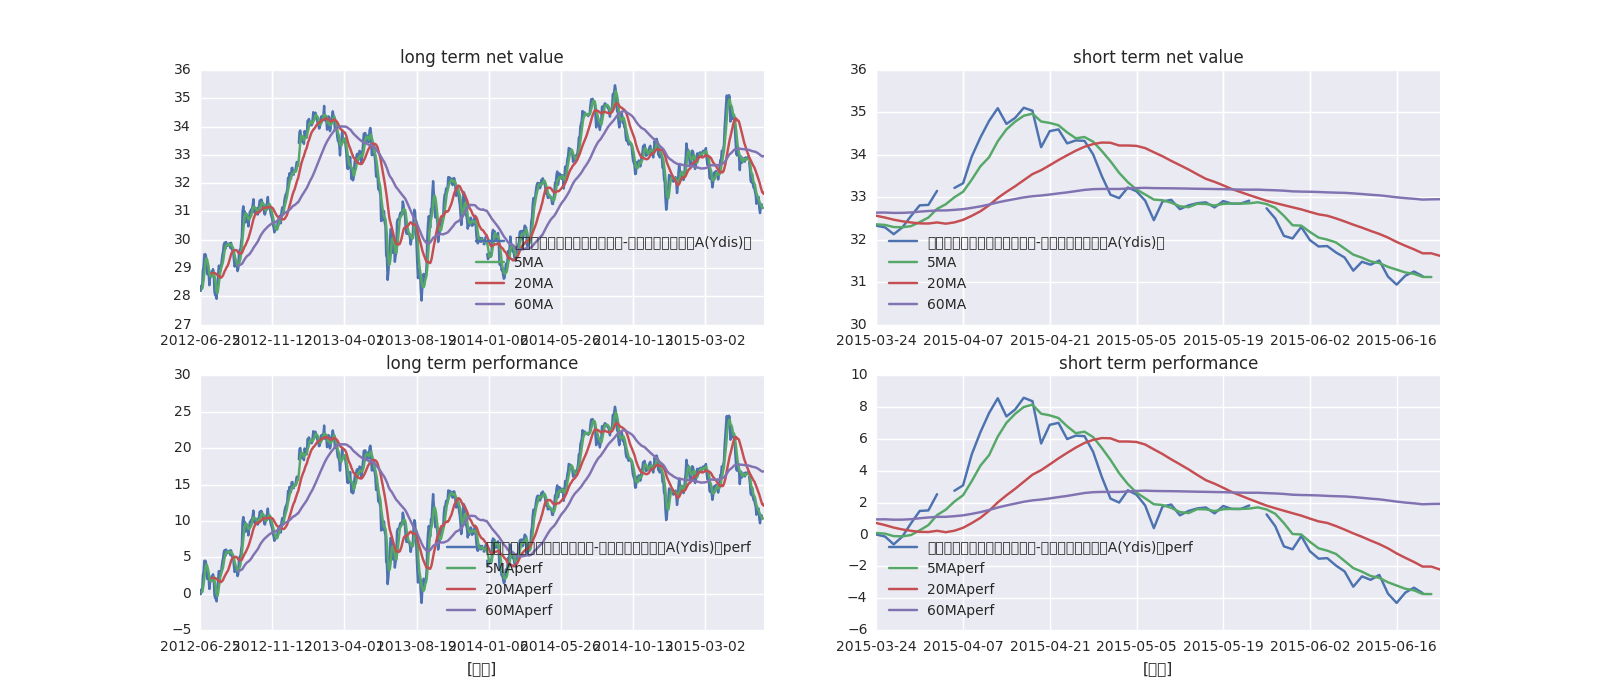 long term net value
36
35
34
33
32
31
30
29
28
27
-A(Ydis)
5MA
20MA
60MA
2012-06-25 2012-11-12 2013-04-01 2013-08-19 2014-01-06 2014-05-26 2014-10-13 2015-03-02
short term net value
36
35
34
33
32
31
30
-A(Ydis)
5MA
20MA
60MA
2015-03-24 2015-04-07 2015-04-21 2015-05-05 2015-05-19 2015-06-02 2015-06-16
long term performance
30
25
20
15
10
5
0
−5
-A(Ydis)perf
5MAperf
20MAperf
60MAperf
2012-06-25 2012-11-12 2013-04-01 2013-08-19 2014-01-06 2014-05-26 2014-10-13 2015-03-02
short term performance
10
8
6
4
2
0
−2
−4
−6
-A(Ydis)perf
5MAperf
20MAperf
60MAperf
2015-03-24 2015-04-07 2015-04-21 2015-05-05 2015-05-19 2015-06-02 2015-06-16